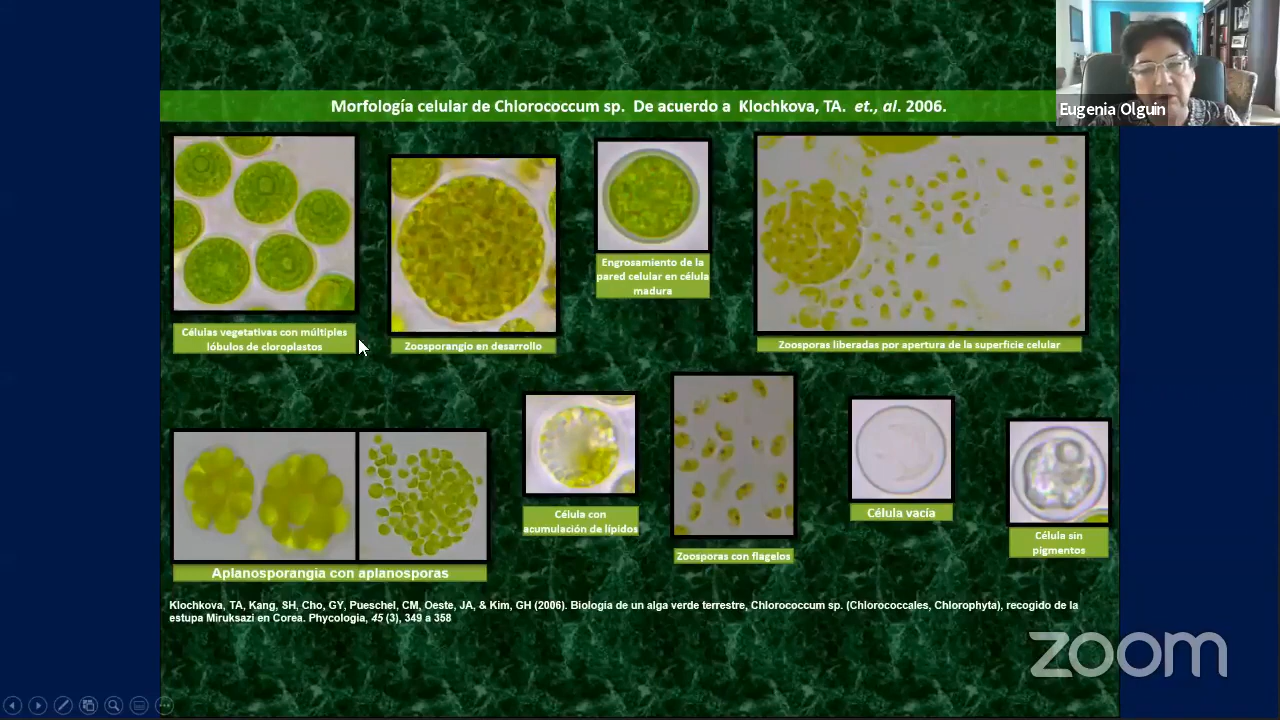 Morfología celular de Chlorococcum sp. De acuerdo a Klochkova, TA. et., al. 2006.
Eugenia Olguin
Engrosamiento de la
pared celular en célula
madura
Células vegetativas con múltiples
lóbulos de cloroplastos
Zoosporangio en desarrollo
Zoosporas liberadas por apertura de la superficie celular
Célula con
acumulación de lípidos
Célula vacía
Célula sin
pigmentos
Zoosporas con flagelos
Aplanosporangia con aplanosporas
Klochkova, TA, Kang, SH, Cho, GY, Pueschel, CM, Oeste, JA, & Kim, GH (2006). Biología de un alga verde terrestre, Chlorococcum sp. (Chlorococcales, Chlorophyta), recogido de la
estupa Miruksazi en Corea. Phycologia, 45 (3), 349 a 358
zoom